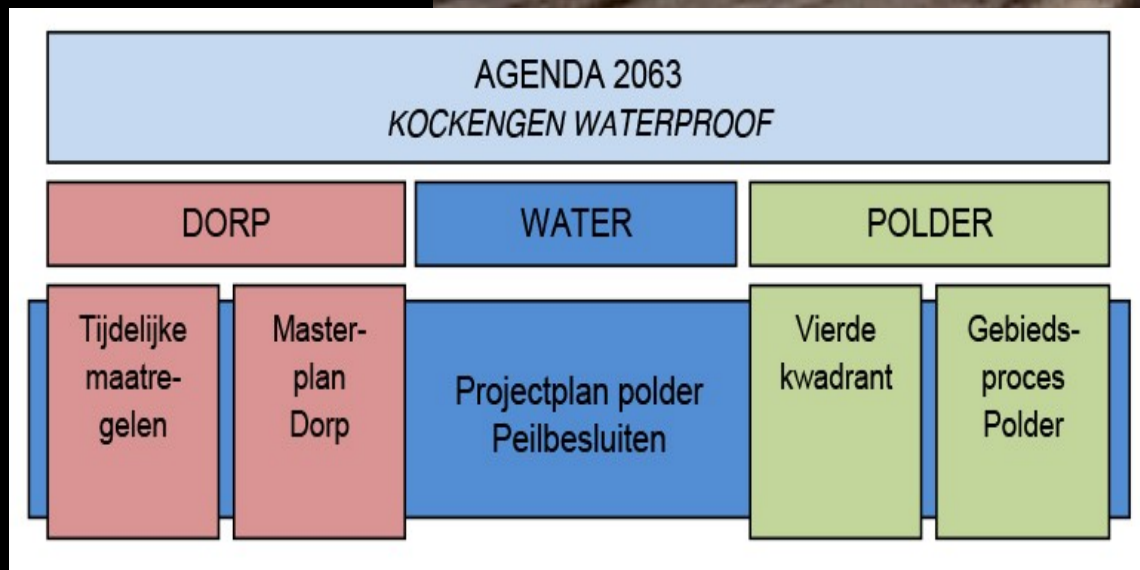 AGENDA 2063
KOCKENGEN WATERPROOF
DORP
WATER
POLDER
Tijdelijke
maatre-
gelen
Master-
plan
Dorp
Projectplan polder
Peilbesluiten
Vierde
kwadrant
Gebieds-
proces
Polder